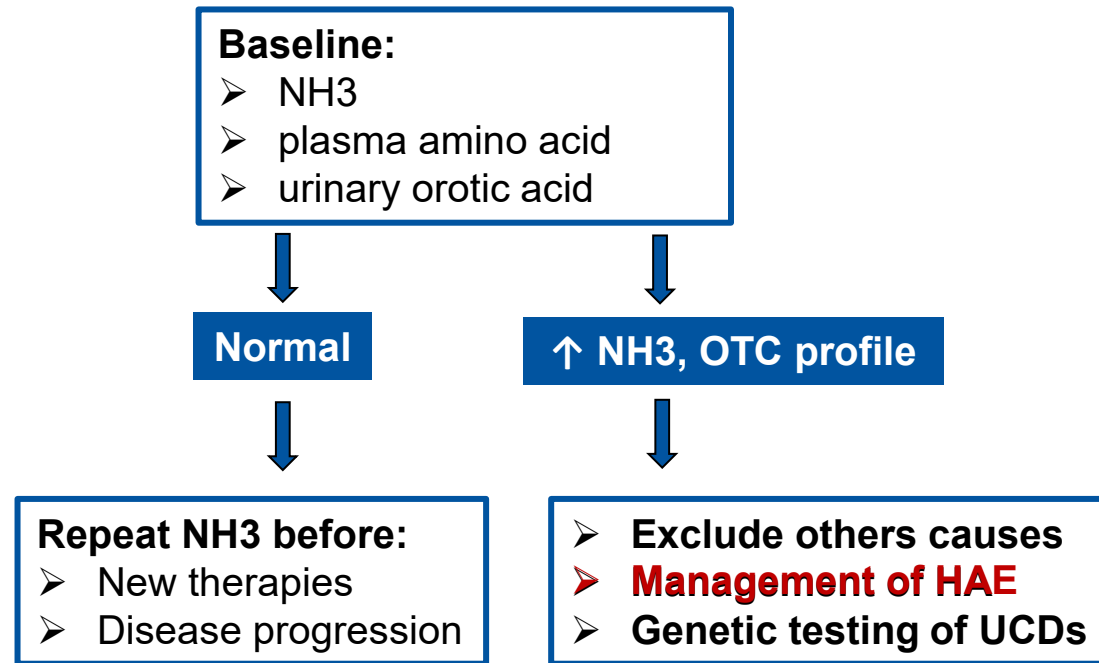 Baseline:
➢ NH3
➢ plasma amino acid
➢ urinary orotic acid
Normal
↑ NH3, OTC profile
Repeat NH3 before:
➢ New therapies
➢ Disease progression
➢ Exclude others causes
➢ Management of HAE
➢ Genetic testing of UCDs